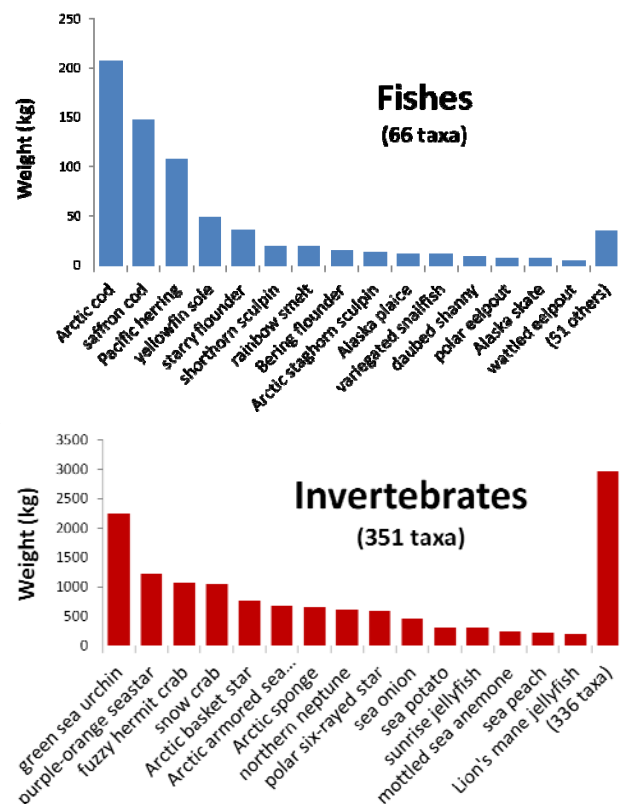 250
200
150
100
50
0
Weight (kg)
Fishes
(66 taxa)
Arctic cod
saffron cod
Pacific herring
yellowfin sole
starry flounder
shorthorn sculpin
rainbow smelt
Bering flounder
Arctic staghorn sculpin
Alaska plaice
variegated snailfish
daubed shanny
polar eelpout
Alaska skate
wattled eelpout
(51 others)
3500
3000
2500
2000
1500
1000
500
0
Weight (kg)
Invertebrates
(351 taxa)
green sea urchin
purple-orange seastar
fuzzy hermit crab
snow crab
Arctic basket star
Arctic armored sea...
Arctic sponge
northern neptune
polar six-rayed star
sea onion
sea potato
sunrise jellyfish
mottled sea anemone
sea peach
Lion's mane jellyfish
(336 taxa)